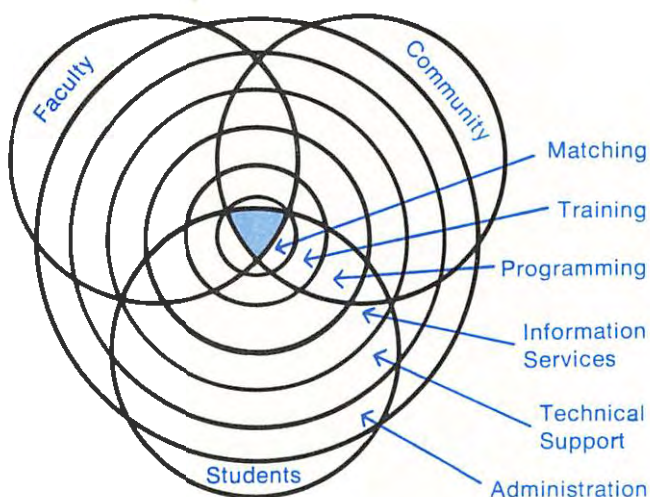 Faculty
Community
Matching
Training
Programming
Information
Services
Technical
Support
Administration
Students